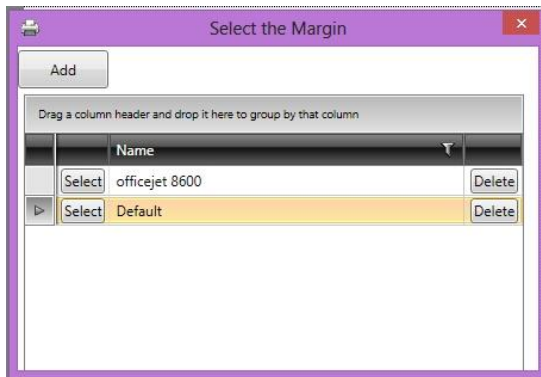 Select the Margin
Add
Drag a column header and drop it here to group by that column
Name
Select officejet 8600 Delete
Select Default Delete